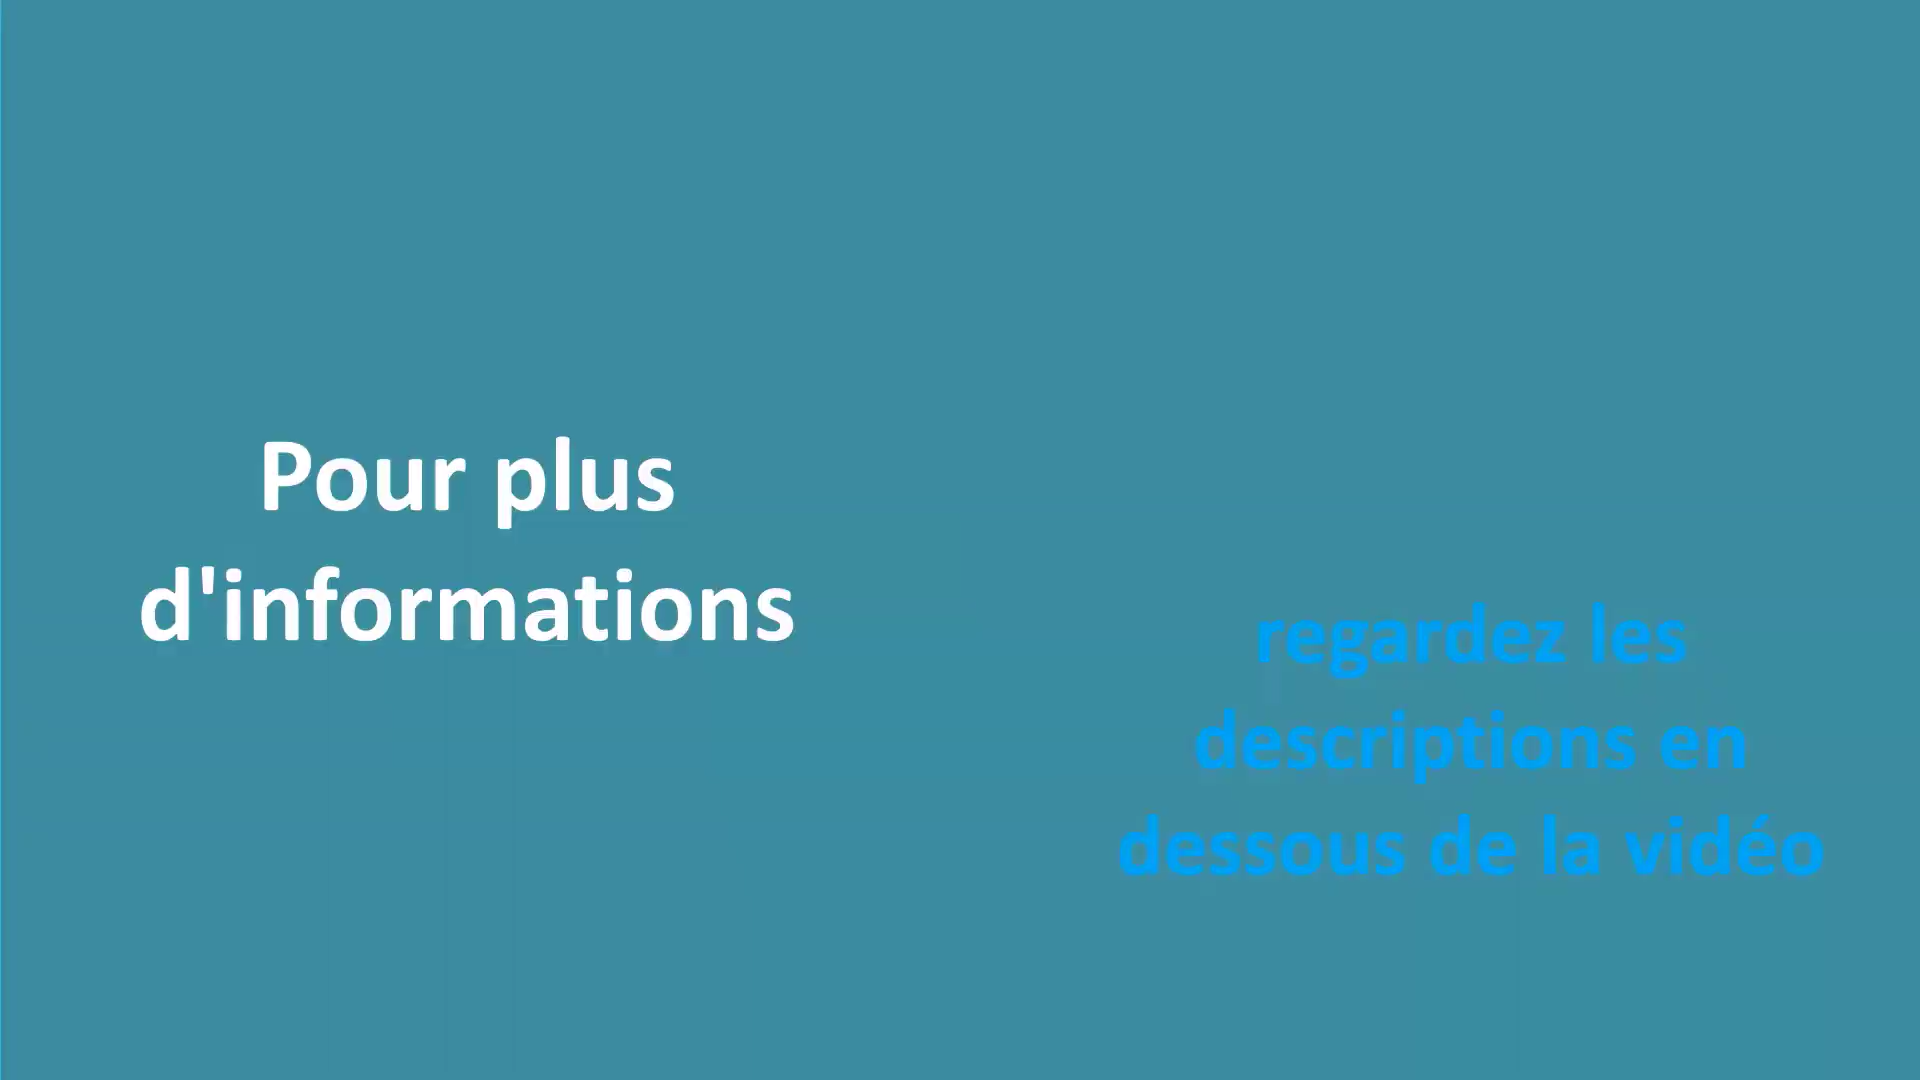 Pour plus
d'informations
regardez les
descriptions en
dessous de la vidéo